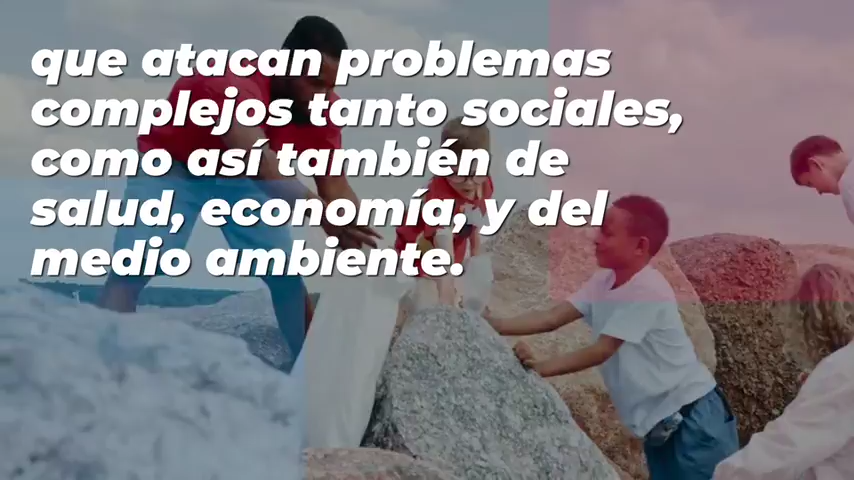 que atacan problemas
complejos tanto sociales,
como así también de
salud, economía, y del
medio ambiente.